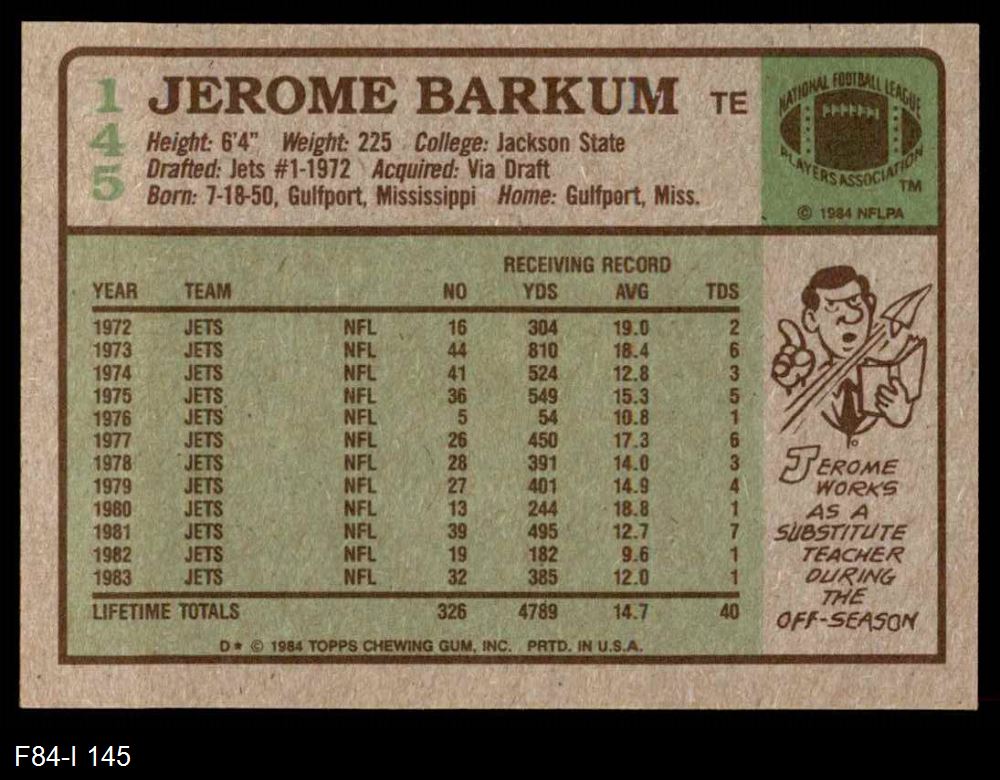 145
JEROME BARKUM TE
Height: 6'4" Weight: 225 College: Jackson State
Drafted: Jets #1-1972 Acquired: Via Draft
Born: 7-18-50, Gulfport, Mississippi Home: Gulfport, Miss.
NATIONAL FOOTBALL LEAGUE
PLAYERS ASSOCIATION
TM
© 1984 NFLPA
RECEIVING RECORD
YEAR TEAM NO YDS AVG TDS
1972 JETS NFL 16 304 19.0 2
1973 JETS NFL 44 810 18.4 6
1974 JETS NFL 41 524 12.8 3
1975 JETS NFL 36 549 15.3 5
1976 JETS NFL 5 54 10.8 1
1977 JETS NFL 26 450 17.3 6
1978 JETS NFL 28 391 14.0 3
1979 JETS NFL 27 401 14.9 4
1980 JETS NFL 13 244 18.8 1
1981 JETS NFL 39 495 12.7 7
1982 JETS NFL 19 182 9.6 1
1983 JETS NFL 32 385 12.0 1
LIFETIME TOTALS 326 4789 14.7 40
D* © 1984 TOPPS CHEWING GUM, INC. PRTD. IN U.S.A.
JEROME
WORKS
AS A
SUBSTITUTE
TEACHER
DURING
THE
OFF-SEASON
F84-I 145